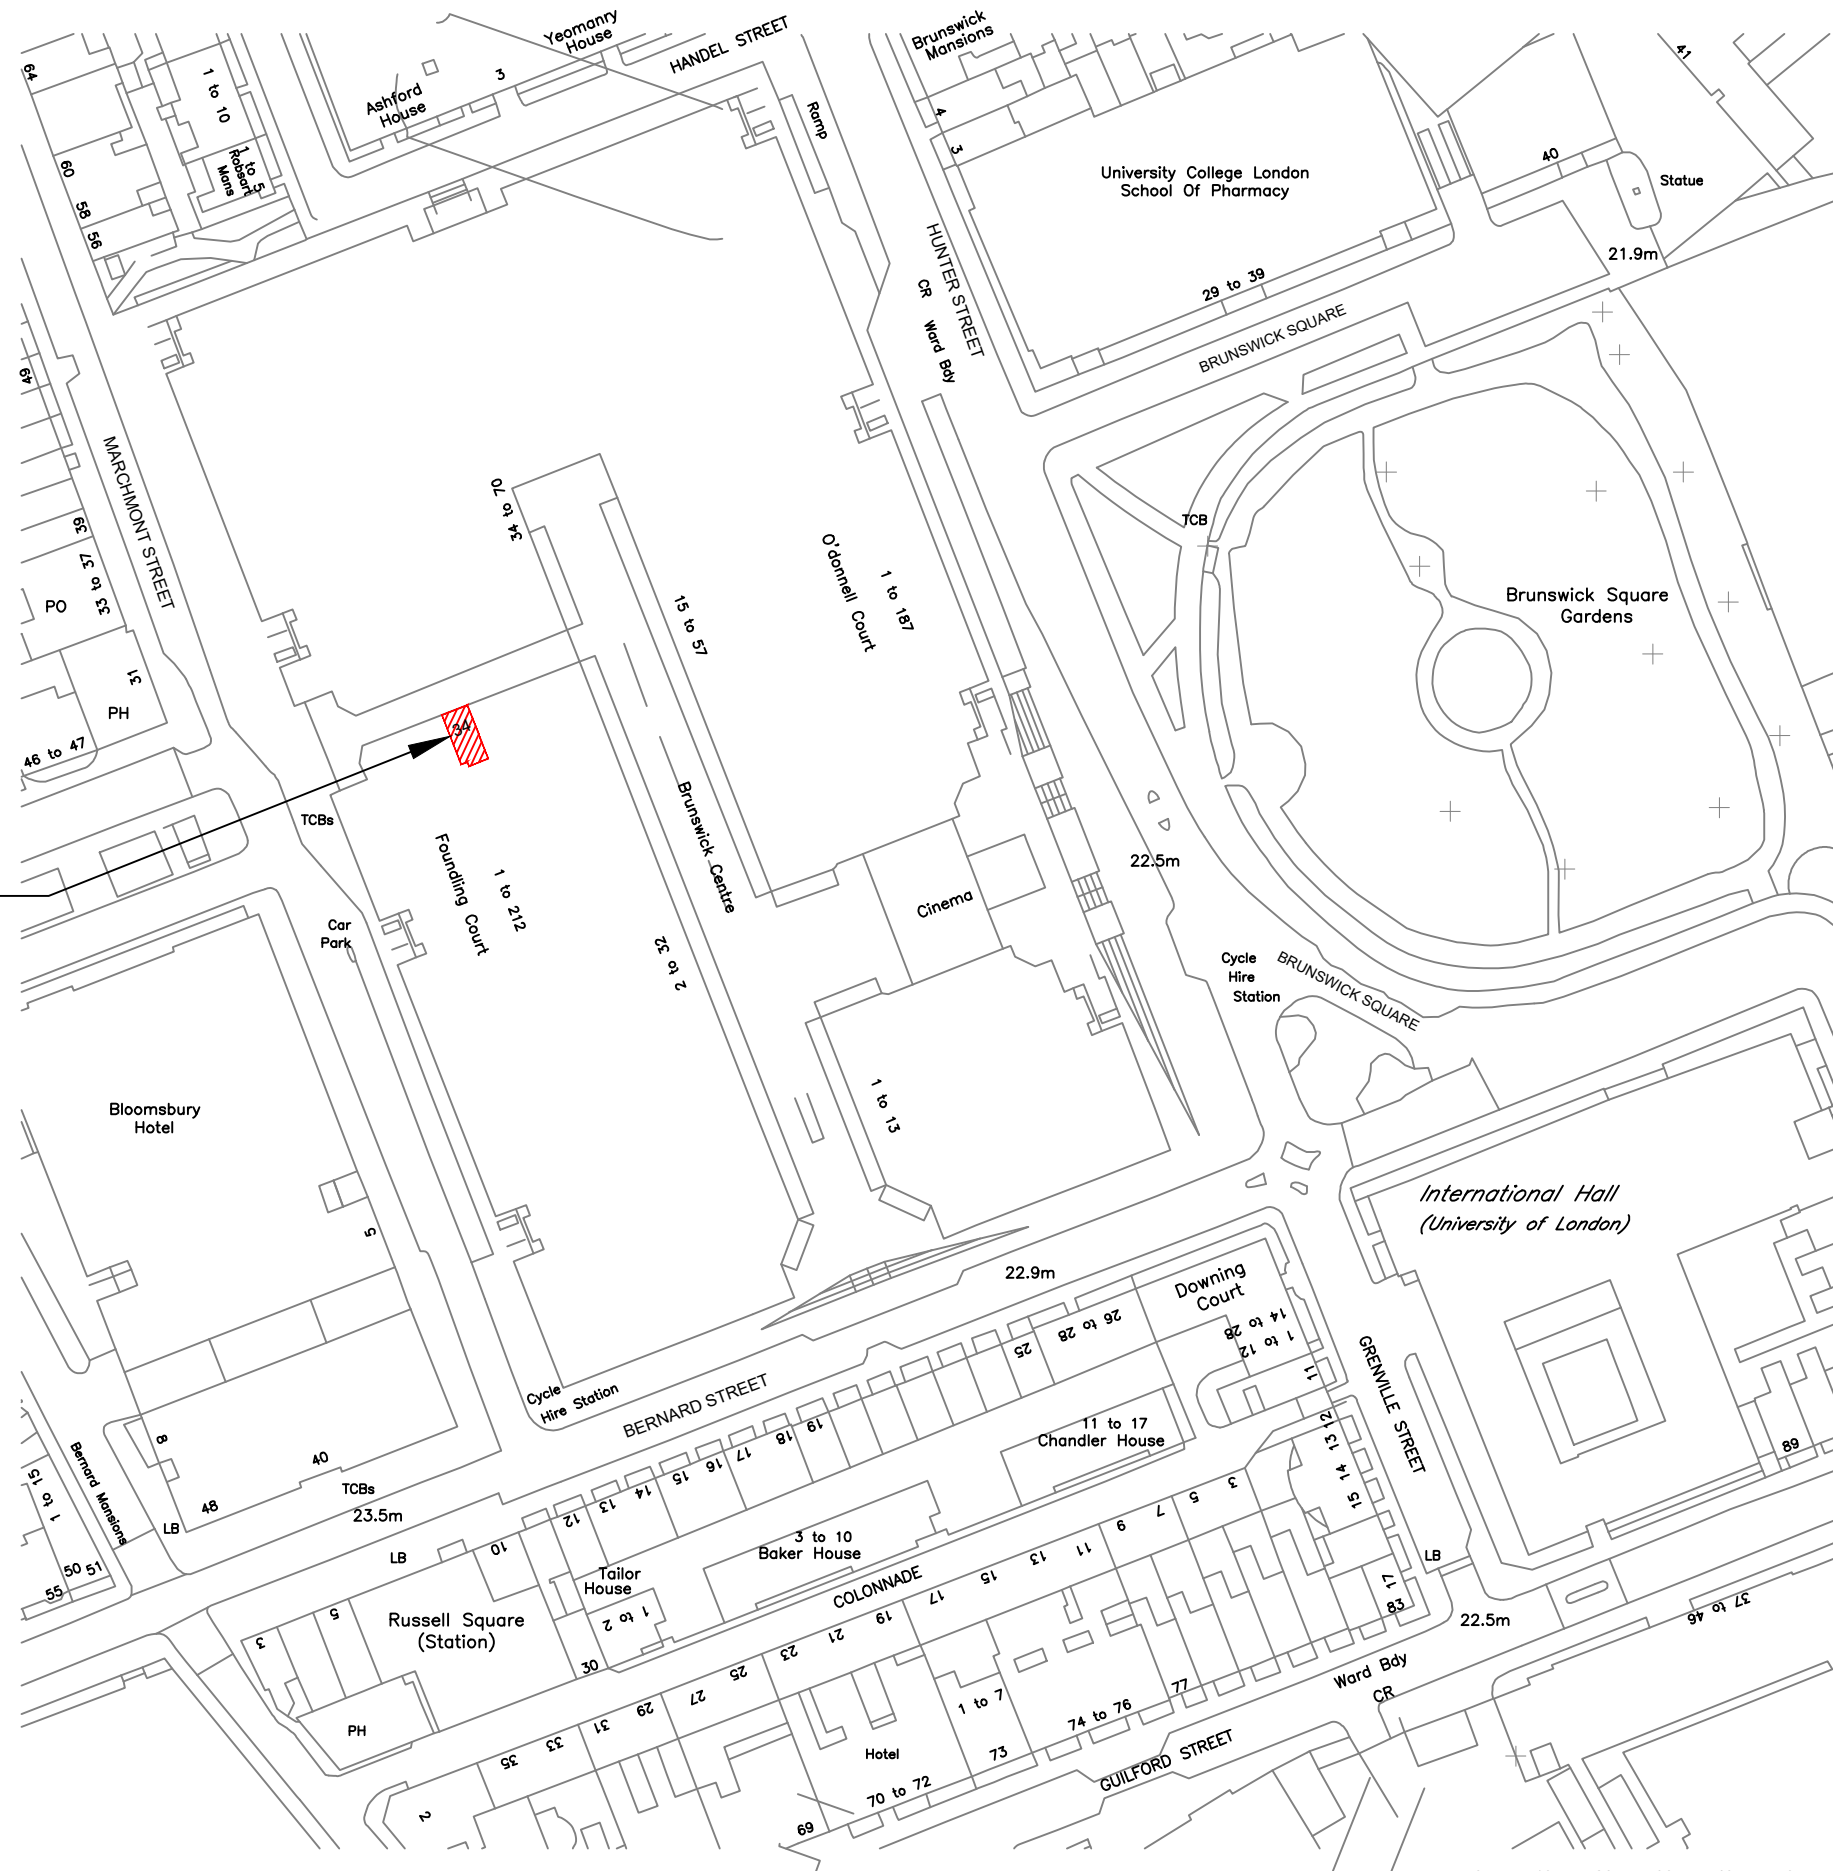 Yeomanry
House
HANDEL STREET
Brunswick
Mansions
41
64
1 to 10
3
Ashford
House
Ramp
4
3
60
1 to 5
Robsart
Mans
University College London
School Of Pharmacy
40
Statue
58
56
21.9m
HUNTER STREET
29 to 39
CR
Ward Bdy
BRUNSWICK SQUARE
49
MARCHMONT STREET
34 to 70
39
33 to 37
TCB
O'donnell Court
1 to 187
15 to 57
PO
Brunswick Square
Gardens
31
PH
34
46 to 47
TCBs
Brunswick Centre
Foundling Court
1 to 212
22.5m
Cinema
Car
Park
2 to 32
Cycle
Hire
Station
BRUNSWICK SQUARE
Bloomsbury
Hotel
1 to 13
International Hall
(University of London)
5
22.9m
Downing
Court
14 to 28
1 to 12
26 to 28
25
11
GRENVILLE STREET
Cycle
Hire Station
BERNARD STREET
19
18
17
16
15
14
13
12
11 to 17
Chandler House
12
13
14
15
89
8
40
48
TCBs
23.5m
Bernard Mansions
1 to 15
LB
LB
10
50
51
55
3 to 10
Baker House
Tailor
House
1 to 2
COLONNADE
3
5
7
9
11
13
15
17
19
21
23
25
27
29
31
33
35
LB
17
83
22.5m
37 to 46
3
5
Russell Square
(Station)
30
PH
Ward Bdy
CR
77
74 to 76
1 to 7
73
Hotel
70 to 72
69
GUILFORD STREET
2